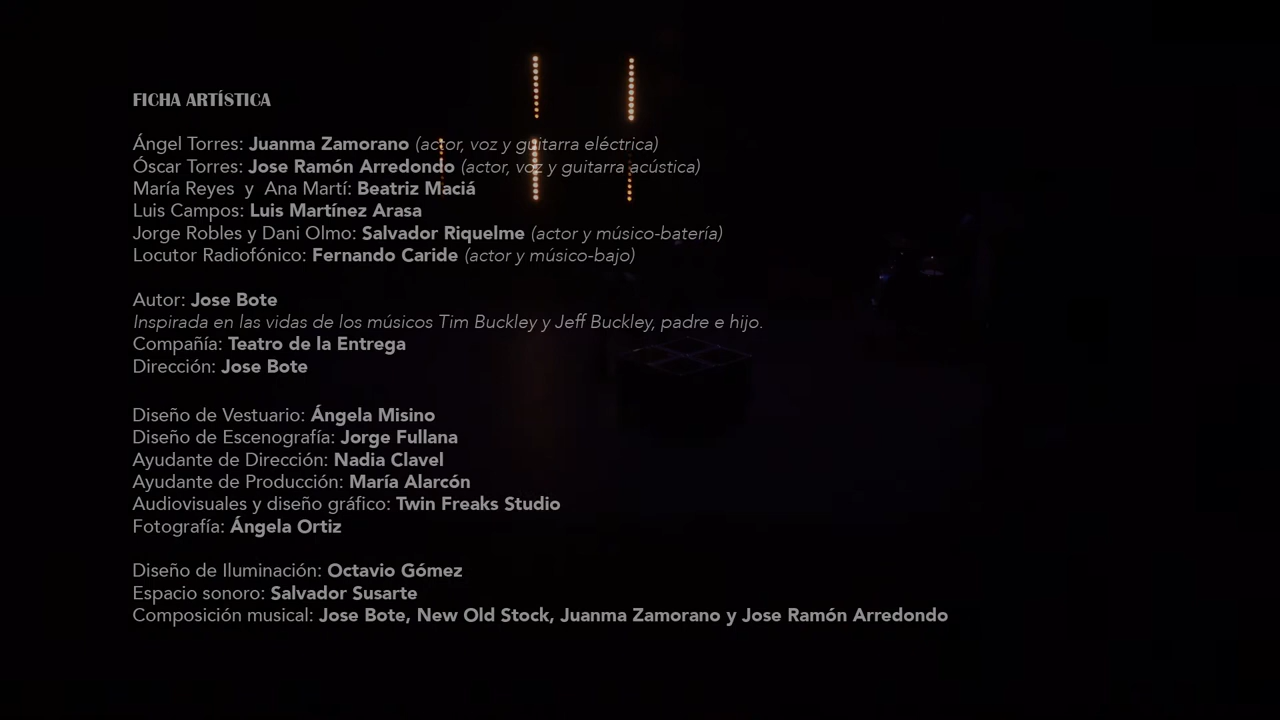 FICHA ARTÍSTICA
Ángel Torres: Juanma Zamorano (actor, voz y guitarra eléctrica)
Óscar Torres: Jose Ramón Arredondo (actor, voz y guitarra acústica)
María Reyes y Ana Martí: Beatriz Maciá
Luis Campos: Luis Martínez Arasa
Jorge Robles y Dani Olmo: Salvador Riquelme (actor y músico-batería)
Locutor Radiofónico: Fernando Caride (actor y músico-bajo)
Autor: Jose Bote
Inspirada en las vidas de los músicos Tim Buckley y Jeff Buckley, padre e hijo.
Compañía: Teatro de la Entrega
Dirección: Jose Bote
Diseño de Vestuario: Ángela Misino
Diseño de Escenografía: Jorge Fullana
Ayudante de Dirección: Nadia Clavel
Ayudante de Producción: María Alarcón
Audiovisuales y diseño gráfico: Twin Freaks Studio
Fotografía: Ángela Ortiz
Diseño de Iluminación: Octavio Gómez
Espacio sonoro: Salvador Susarte
Composición musical: Jose Bote, New Old Stock, Juanma Zamorano y Jose Ramón Arredondo